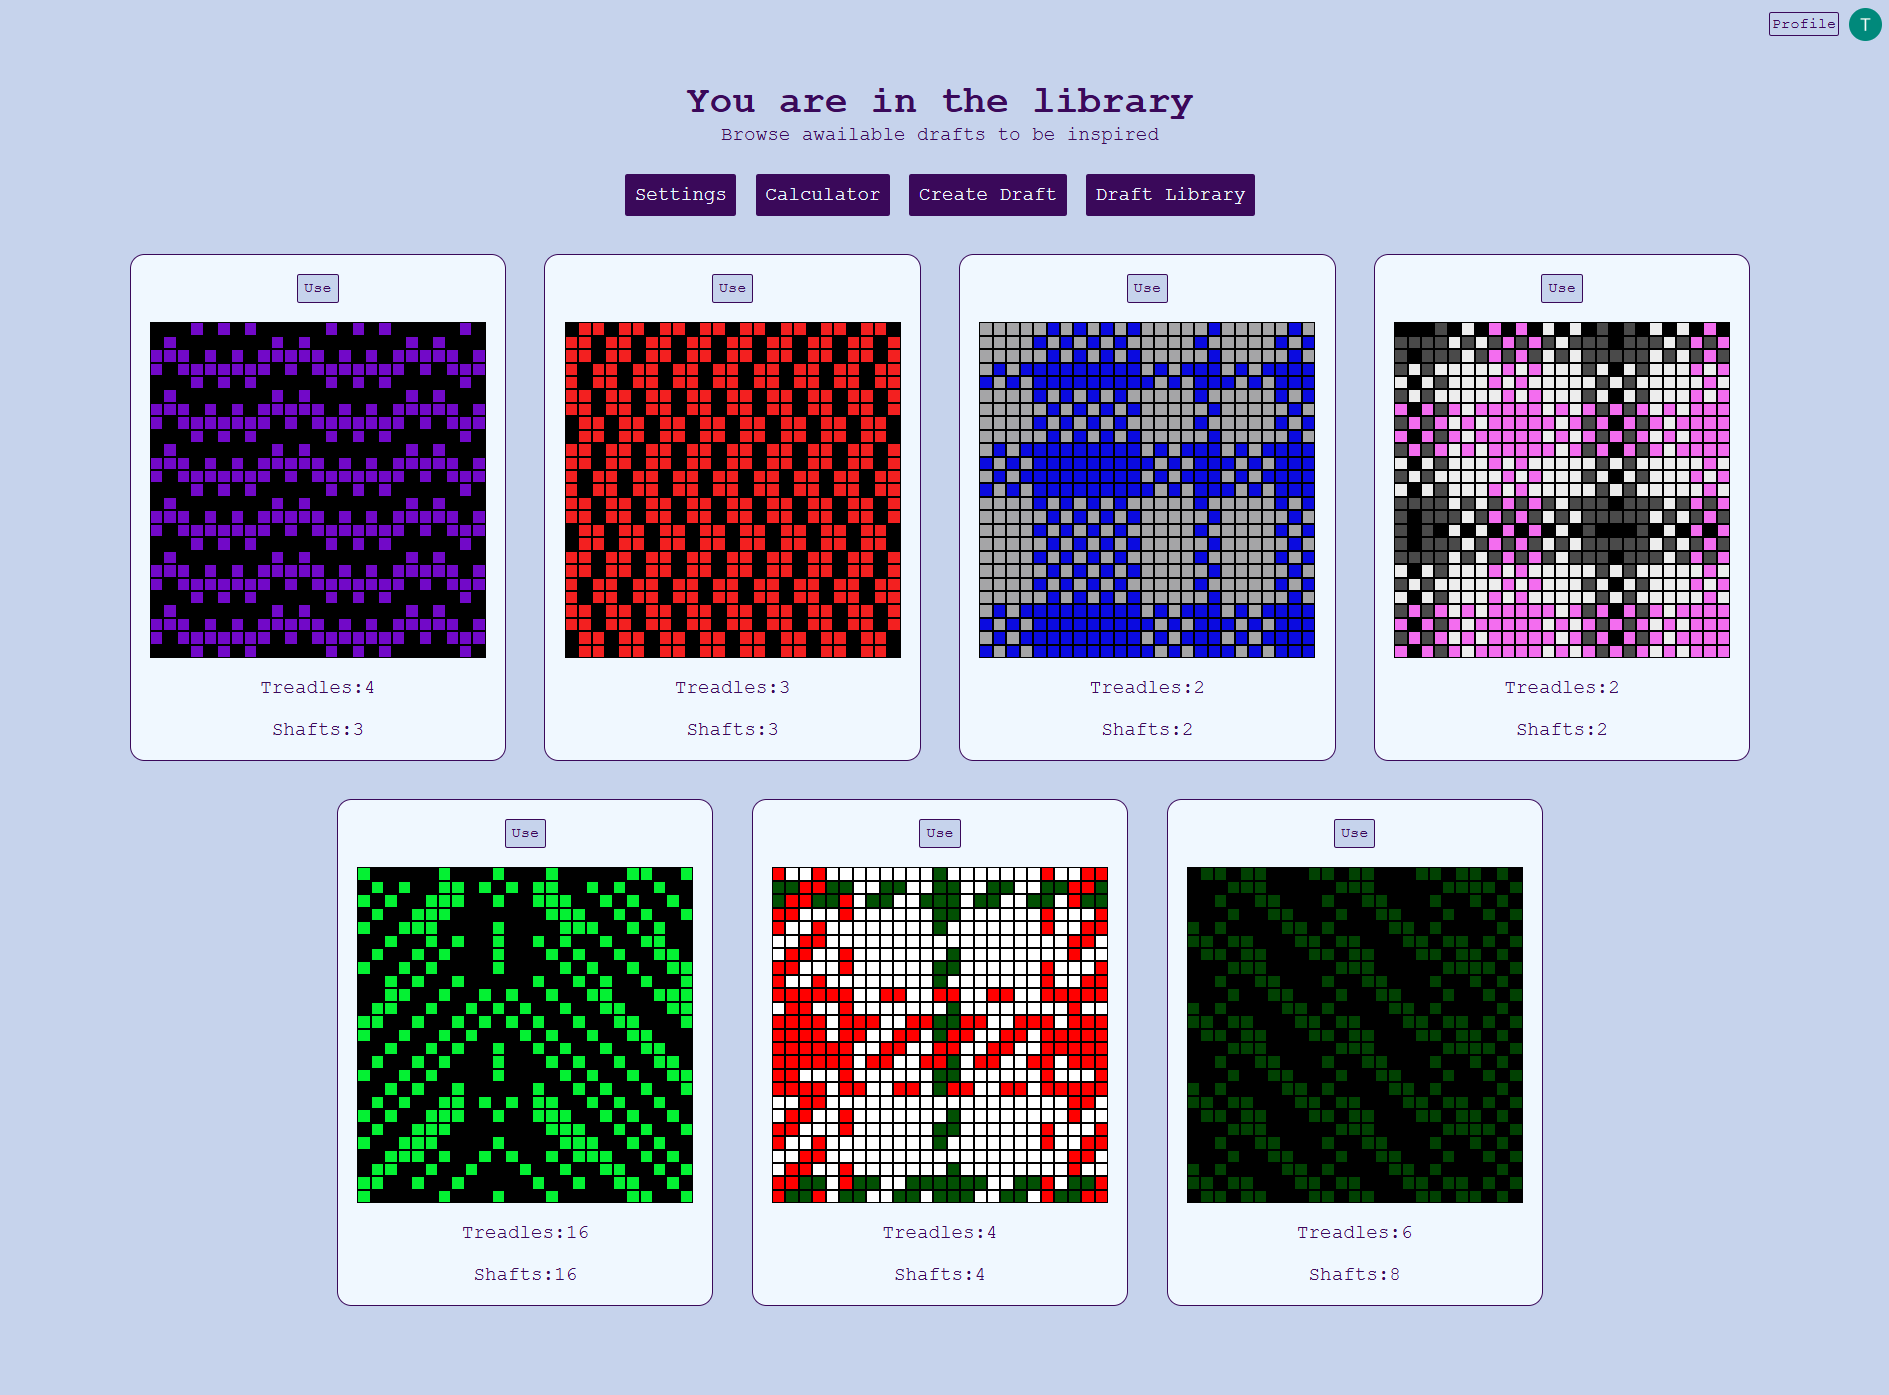 Profile
T
You are in the library
Browse awailable drafts to be inspired
Settings
Calculator
Create Draft
Draft Library
Use
Treadles:4
Shafts:3
Use
Treadles:3
Shafts:3
Use
Treadles:2
Shafts:2
Use
Treadles:2
Shafts:2
Use
Treadles:16
Shafts:16
Use
Treadles:4
Shafts:4
Use
Treadles:6
Shafts:8